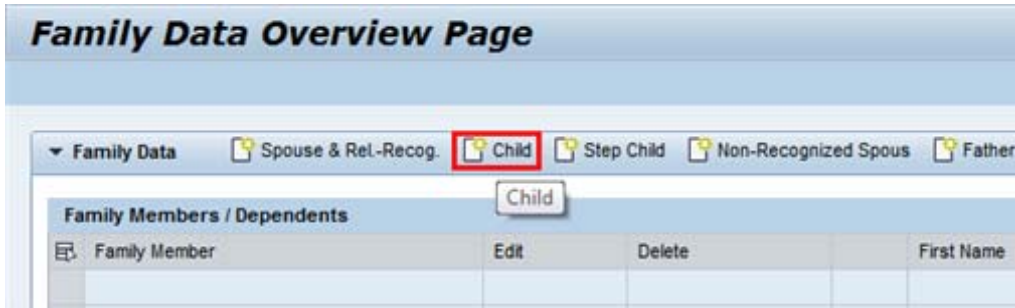 Family Data Overview Page
Family Data Spouse & Rel.-Recog. Child Step Child Non-Recognized Spous Father
Child
Family Members / Dependents
Family Member Edit Delete First Name